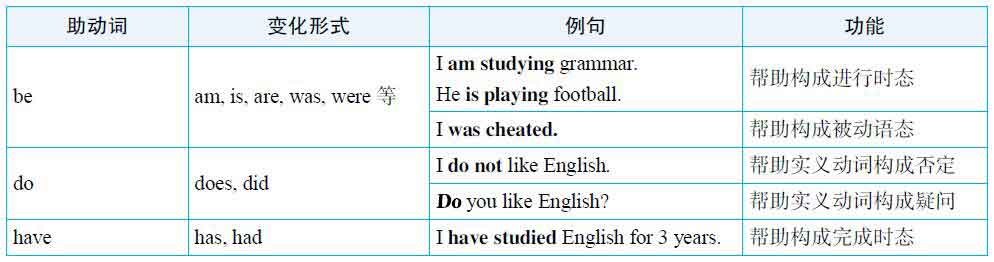 助动词 变化形式 例句 功能
be am, is, are, was, were 等 I am studying grammar. 帮助构成进行时态
He is playing football.
I was cheated. 帮助构成被动语态
do does, did I do not like English. 帮助实义动词构成否定
Do you like English? 帮助实义动词构成疑问
have has, had I have studied English for 3 years. 帮助构成完成时态